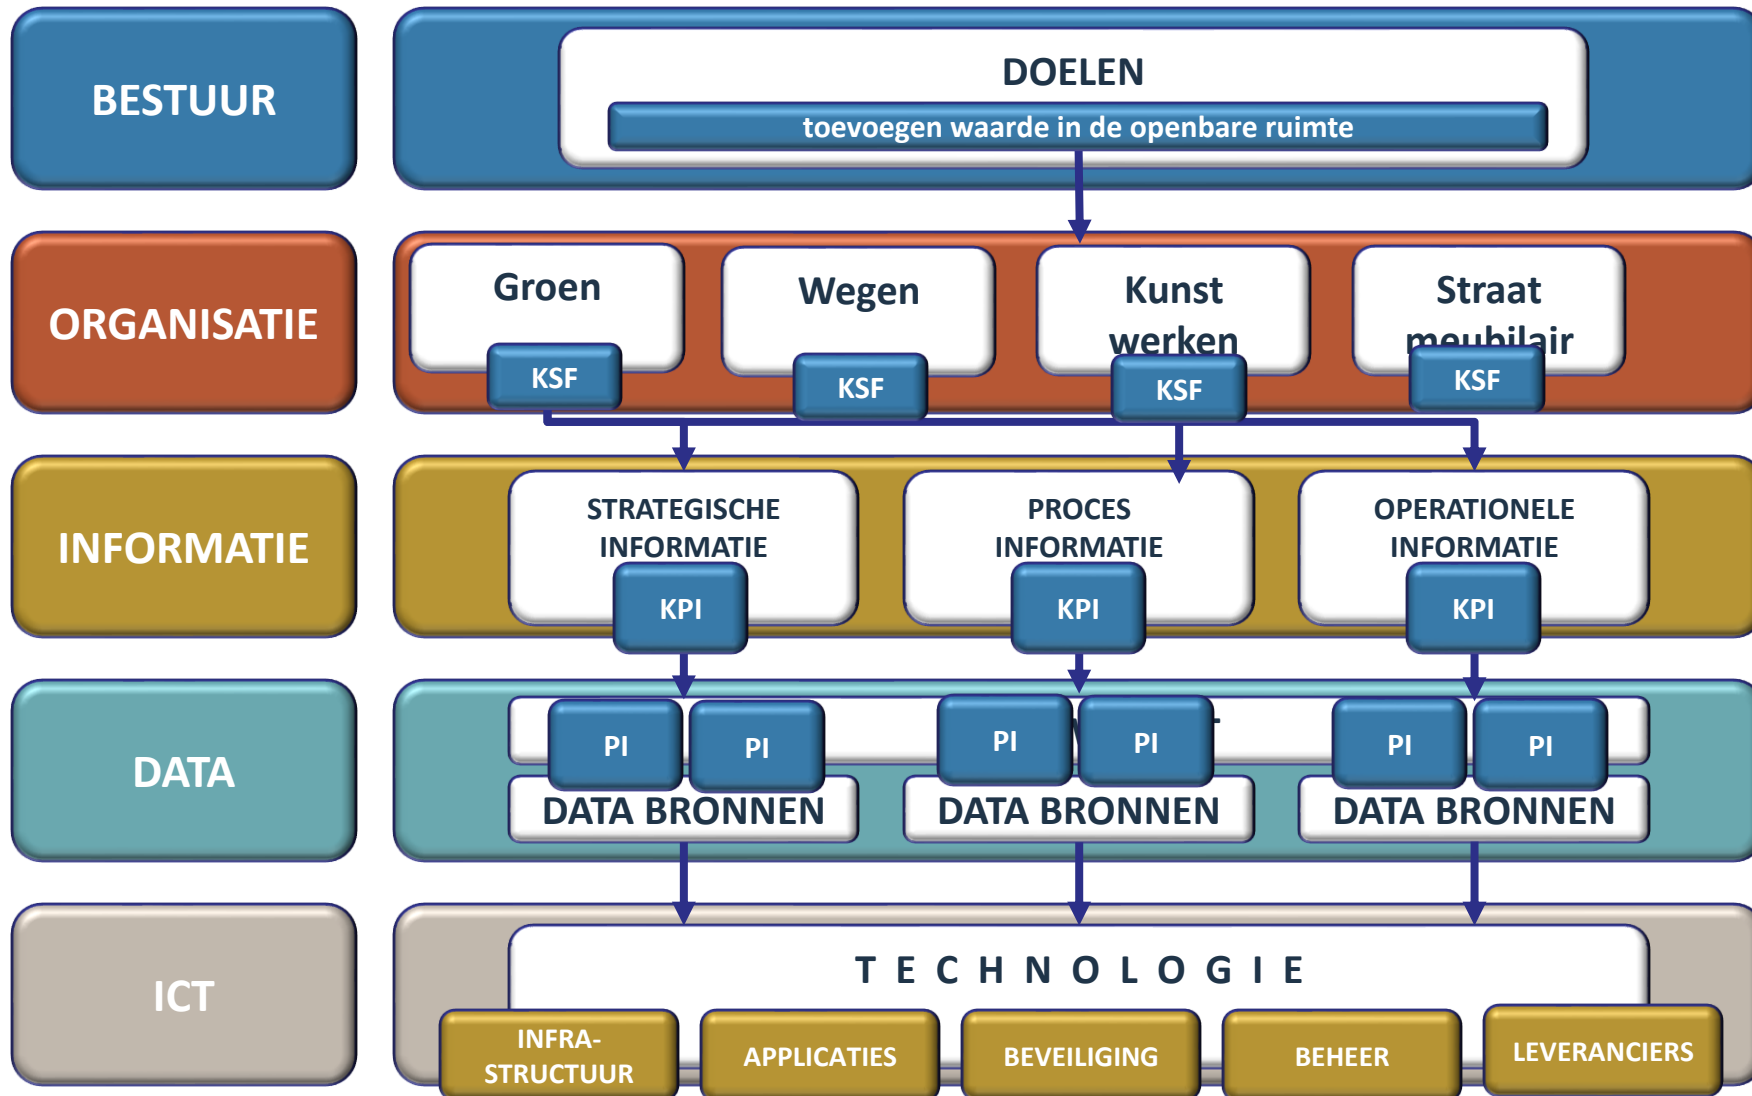 BESTUUR
DOELEN
toevoegen waarde in de openbare ruimte
ORGANISATIE
Groen
KSF
Wegen
KSF
Kunst
werken
KSF
Straat
meubilair
KSF
INFORMATIE
STRATEGISCHE
INFORMATIE
KPI
PROCES
INFORMATIE
KPI
OPERATIONELE
INFORMATIE
KPI
DATA
PI
PI
PI
PI
PI
PI
DATA BRONNEN
DATA BRONNEN
DATA BRONNEN
ICT
T E C H N O L O G I E
INFRA-
STRUCTUUR
APPLICATIES
BEVEILIGING
BEHEER
LEVERANCIERS